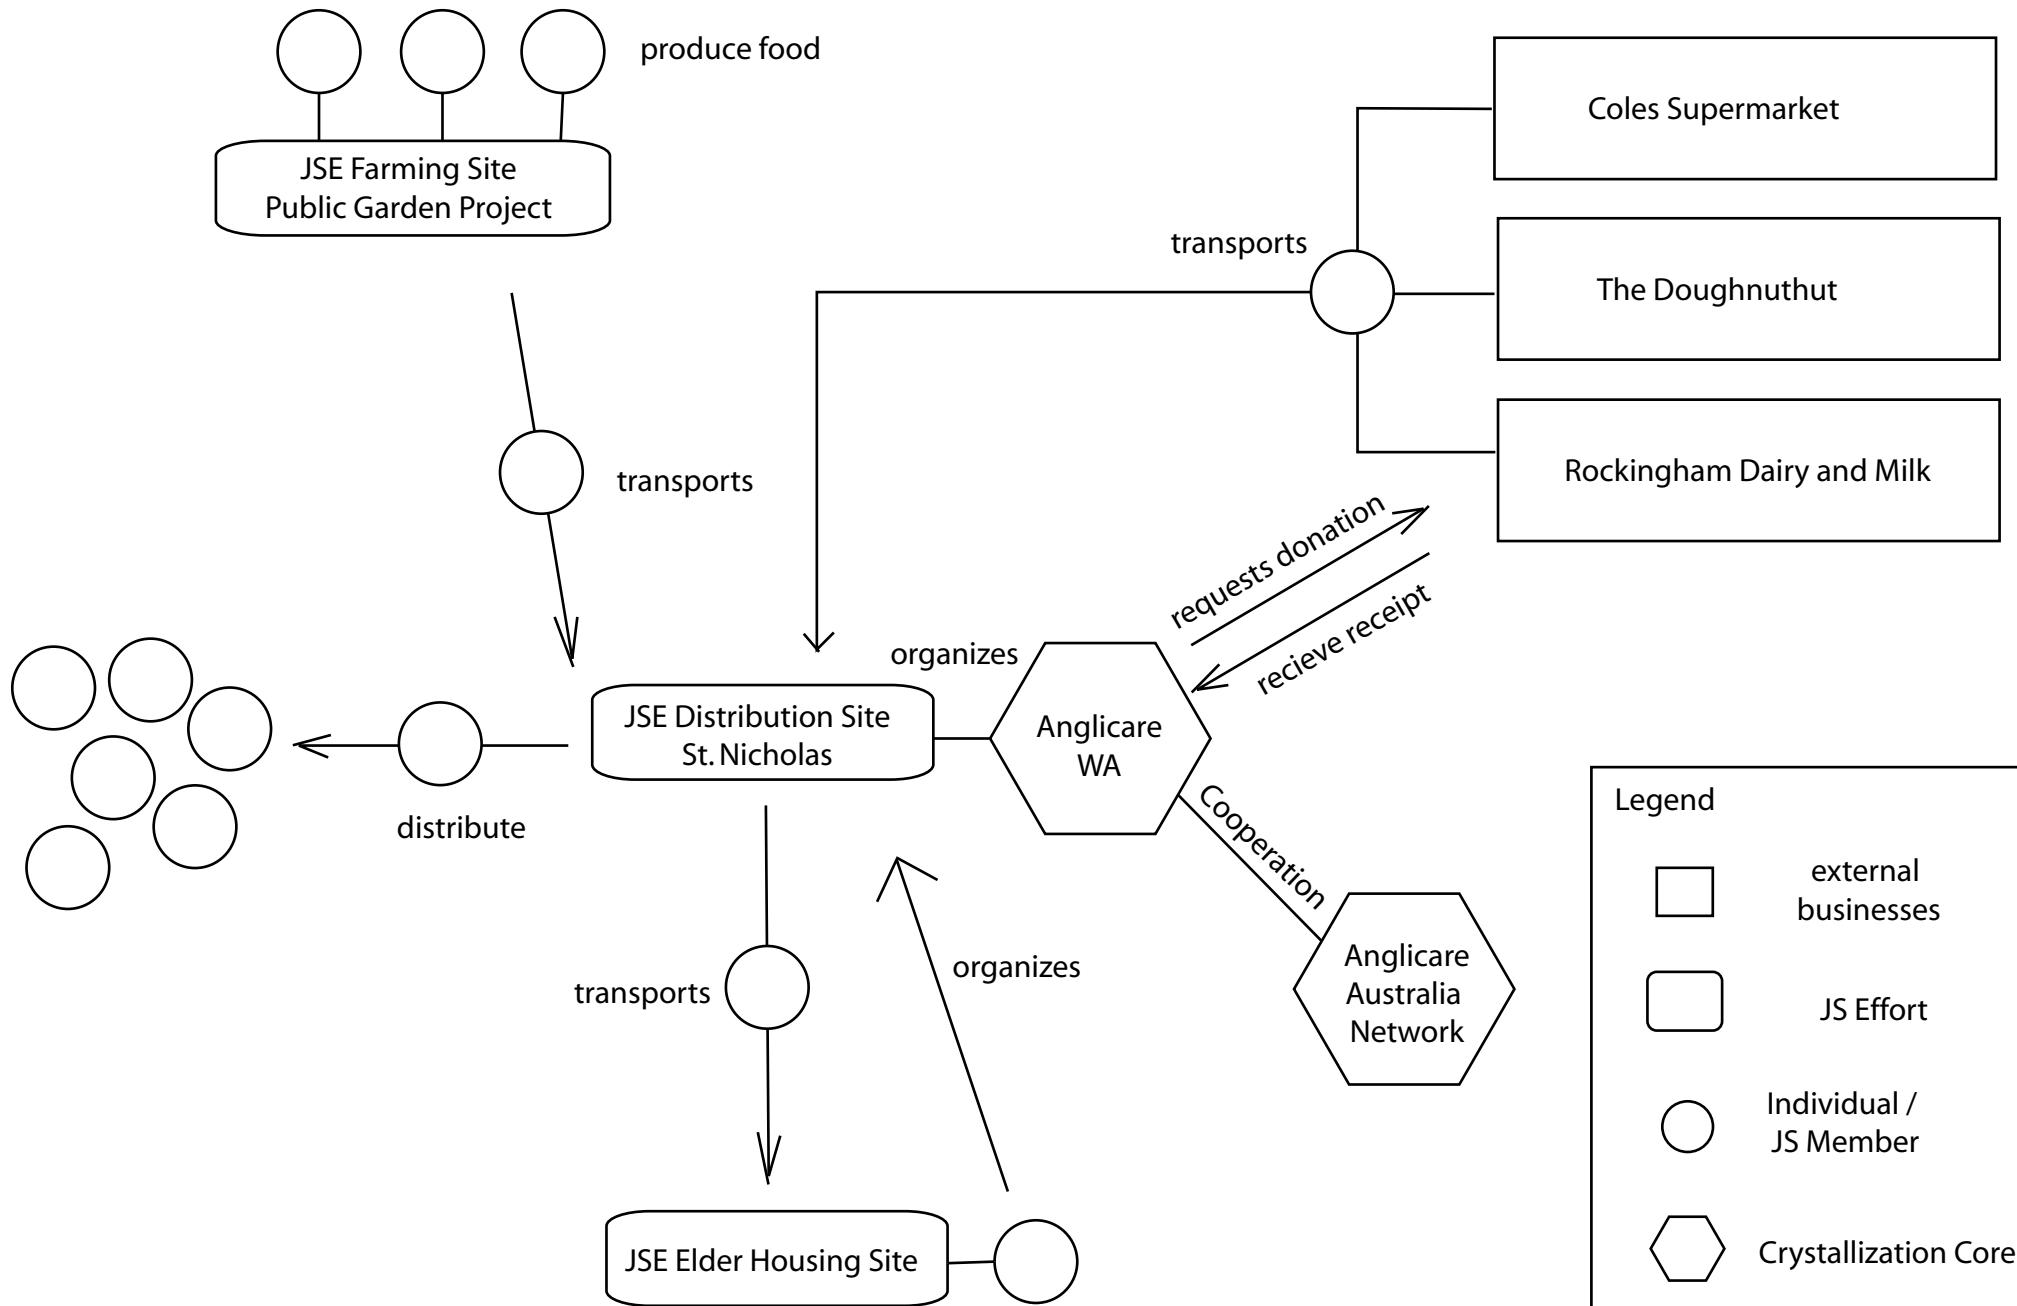 produce food
JSE Farming Site
Public Garden Project
Coles Supermarket
transports
The Doughnuthut
transports
Rockingham Dairy and Milk
requests donation
recieve receipt
organizes
JSE Distribution Site
St. Nicholas
Anglicare
WA
distribute
Cooperation
transports
organizes
Anglicare
Australia
Network
JSE Elder Housing Site
Legend
external
businesses
JS Effort
Individual /
JS Member
Crystallization Core